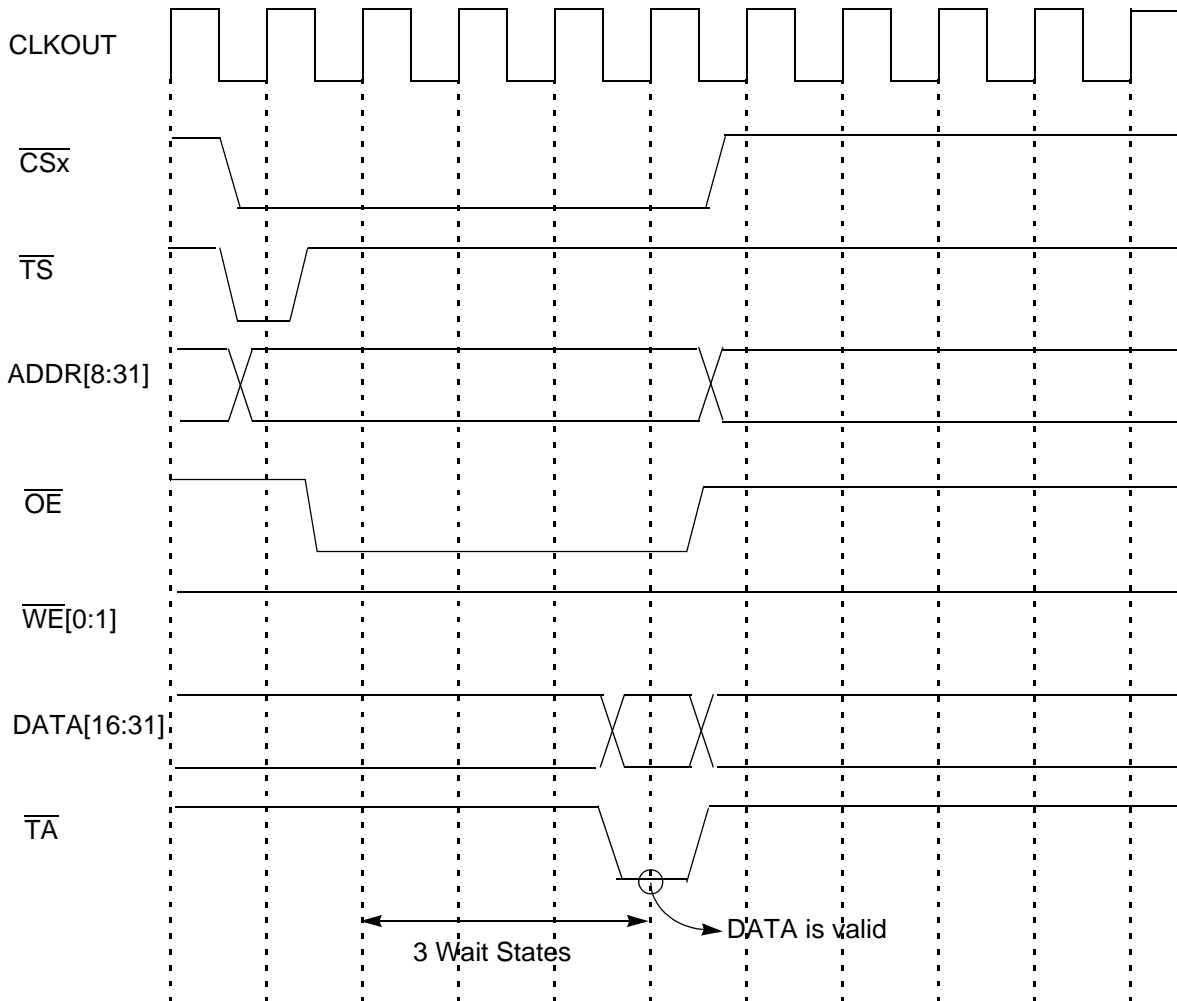 CLKOUT
CSx
TS
ADDR[8:31]
OE
WE[0:1]
DATA[16:31]
TA
DATA is valid
3 Wait States